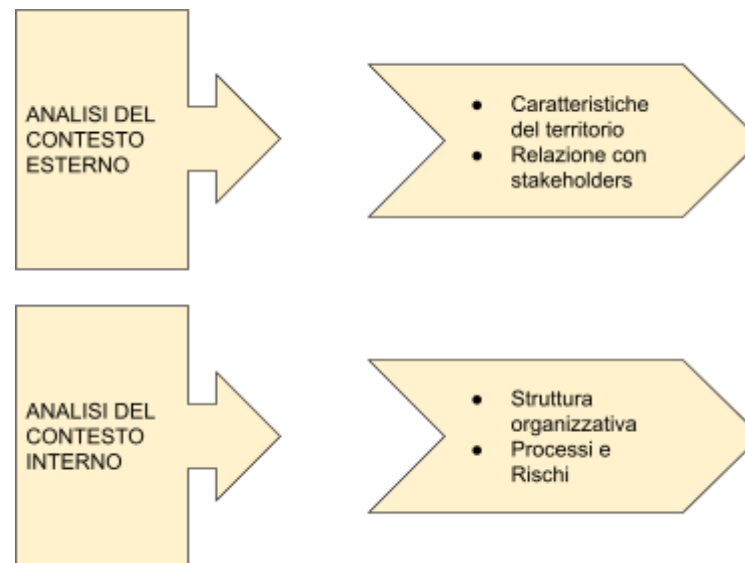 ANALISI DEL
CONTESTO
ESTERNO
● Caratteristiche
del territorio
● Relazione con
stakeholders
ANALISI DEL
CONTESTO
INTERNO
● Struttura
organizzativa
● Processi e
Rischi